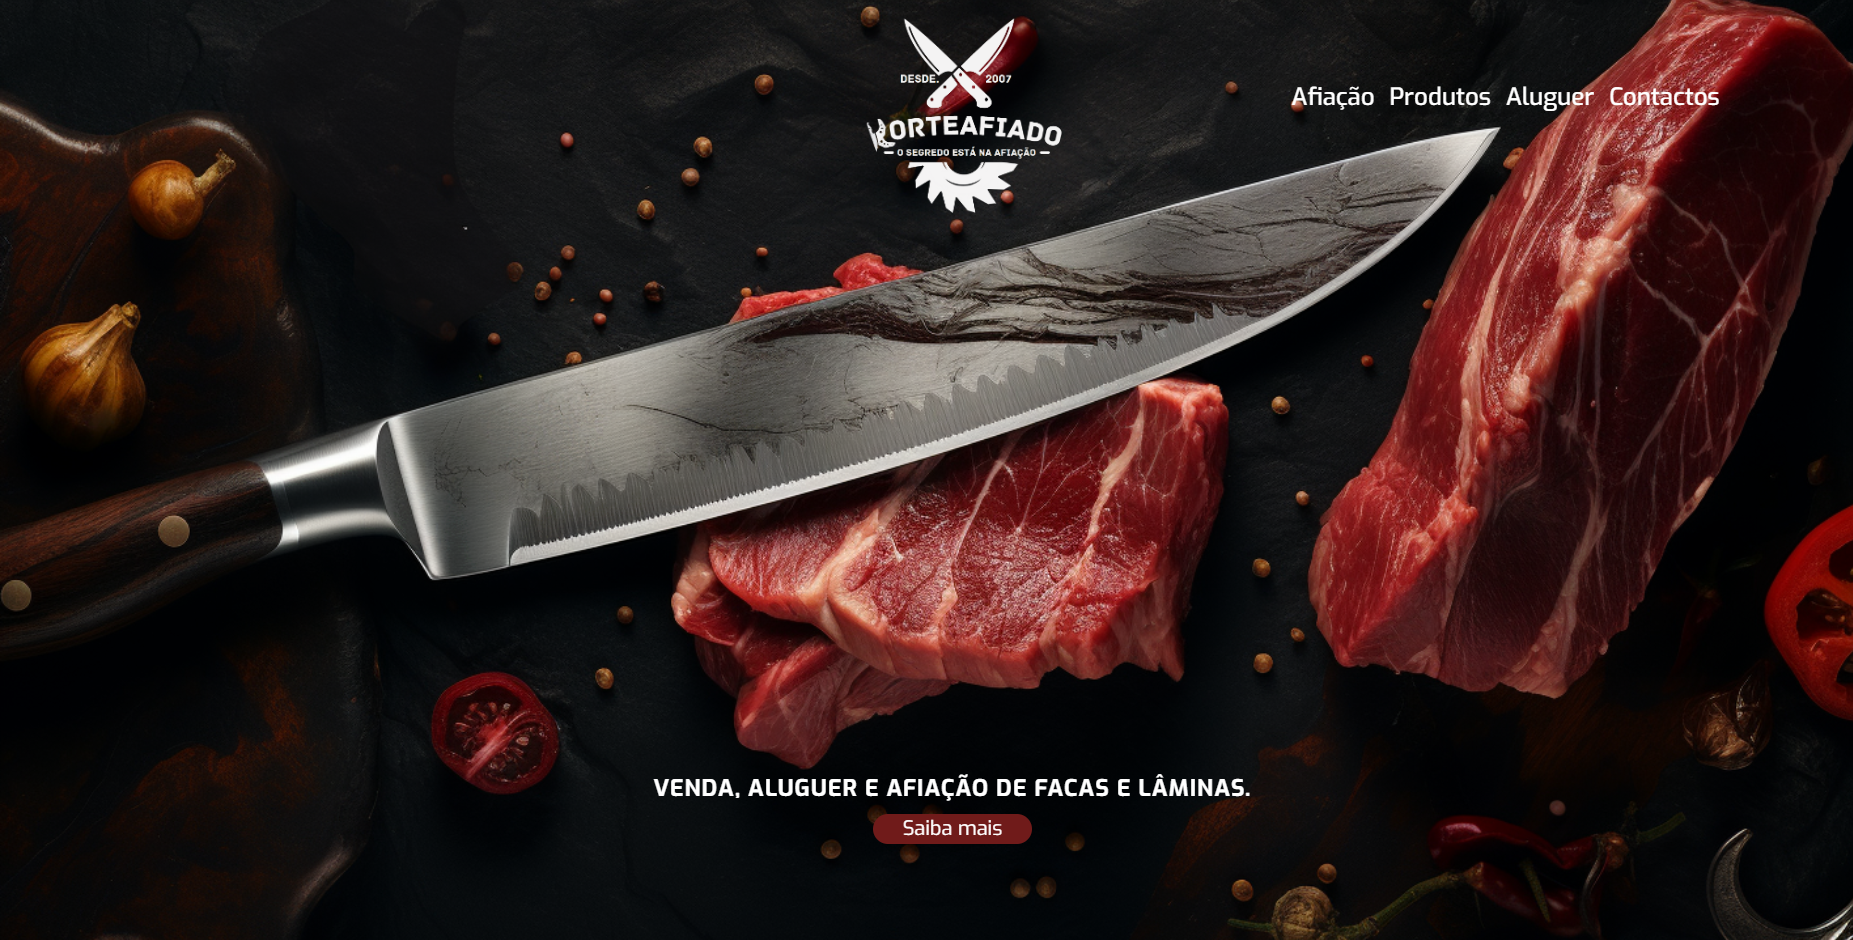 DESDE. 2007
CORTEAFIADO
O SEGREDO ESTÁ NA AFIAÇÃO
Afiação Produtos Aluguer Contactos
VENDA, ALUGUER E AFIAÇÃO DE FACAS E LÂMINAS.
Saiba mais